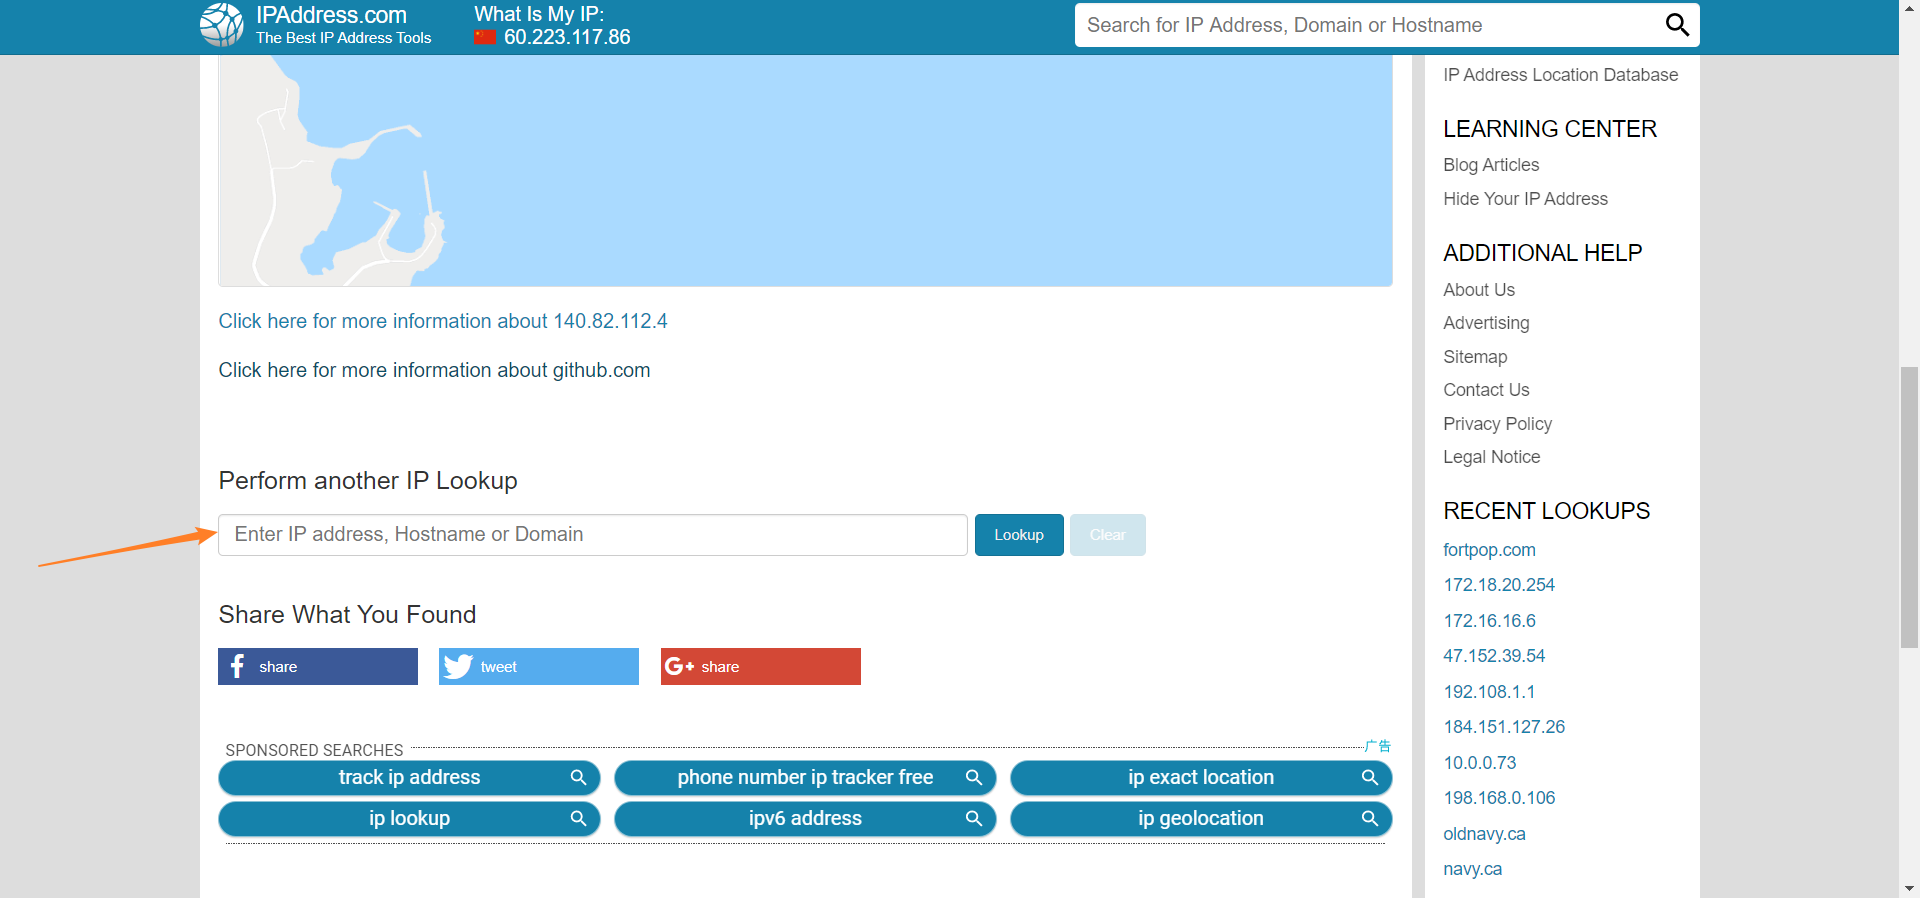 IPAddress.com
The Best IP Address Tools
What Is My IP:
60.223.117.86
Search for IP Address, Domain or Hostname
Click here for more information about 140.82.112.4
Click here for more information about github.com
Perform another IP Lookup
Enter IP address, Hostname or Domain
Lookup
Clear
Share What You Found
share
tweet
G+ share
SPONSORED SEARCHES
广告
track ip address
phone number ip tracker free
ip exact location
ip lookup
ipv6 address
ip geolocation
IP Address Location Database
LEARNING CENTER
Blog Articles
Hide Your IP Address
ADDITIONAL HELP
About Us
Advertising
Sitemap
Contact Us
Privacy Policy
Legal Notice
RECENT LOOKUPS
fortpop.com
172.18.20.254
172.16.16.6
47.152.39.54
192.108.1.1
184.151.127.26
10.0.0.73
198.168.0.106
oldnavy.ca
navy.ca